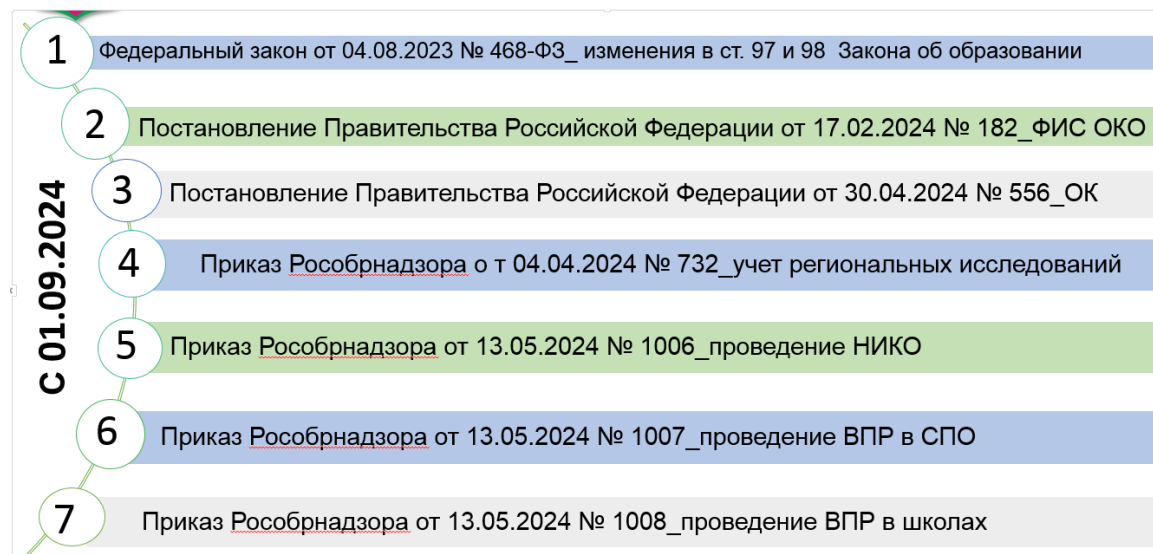 1
Федеральный закон от 04.08.2023 № 468-ФЗ_ изменения в ст. 97 и 98 Закона об образовании
2
Постановление Правительства Российской Федерации от 17.02.2024 № 182_ФИС ОКО
3
Постановление Правительства Российской Федерации от 30.04.2024 № 556_ОК
4
Приказ Рособрнадзора о т 04.04.2024 № 732_учет региональных исследований
5
Приказ Рособрнадзора от 13.05.2024 № 1006_проведение НИКО
6
Приказ Рособрнадзора от 13.05.2024 № 1007_проведение ВПР в СПО
7
Приказ Рособрнадзора от 13.05.2024 № 1008_проведение ВПР в школах
С 01.09.2024